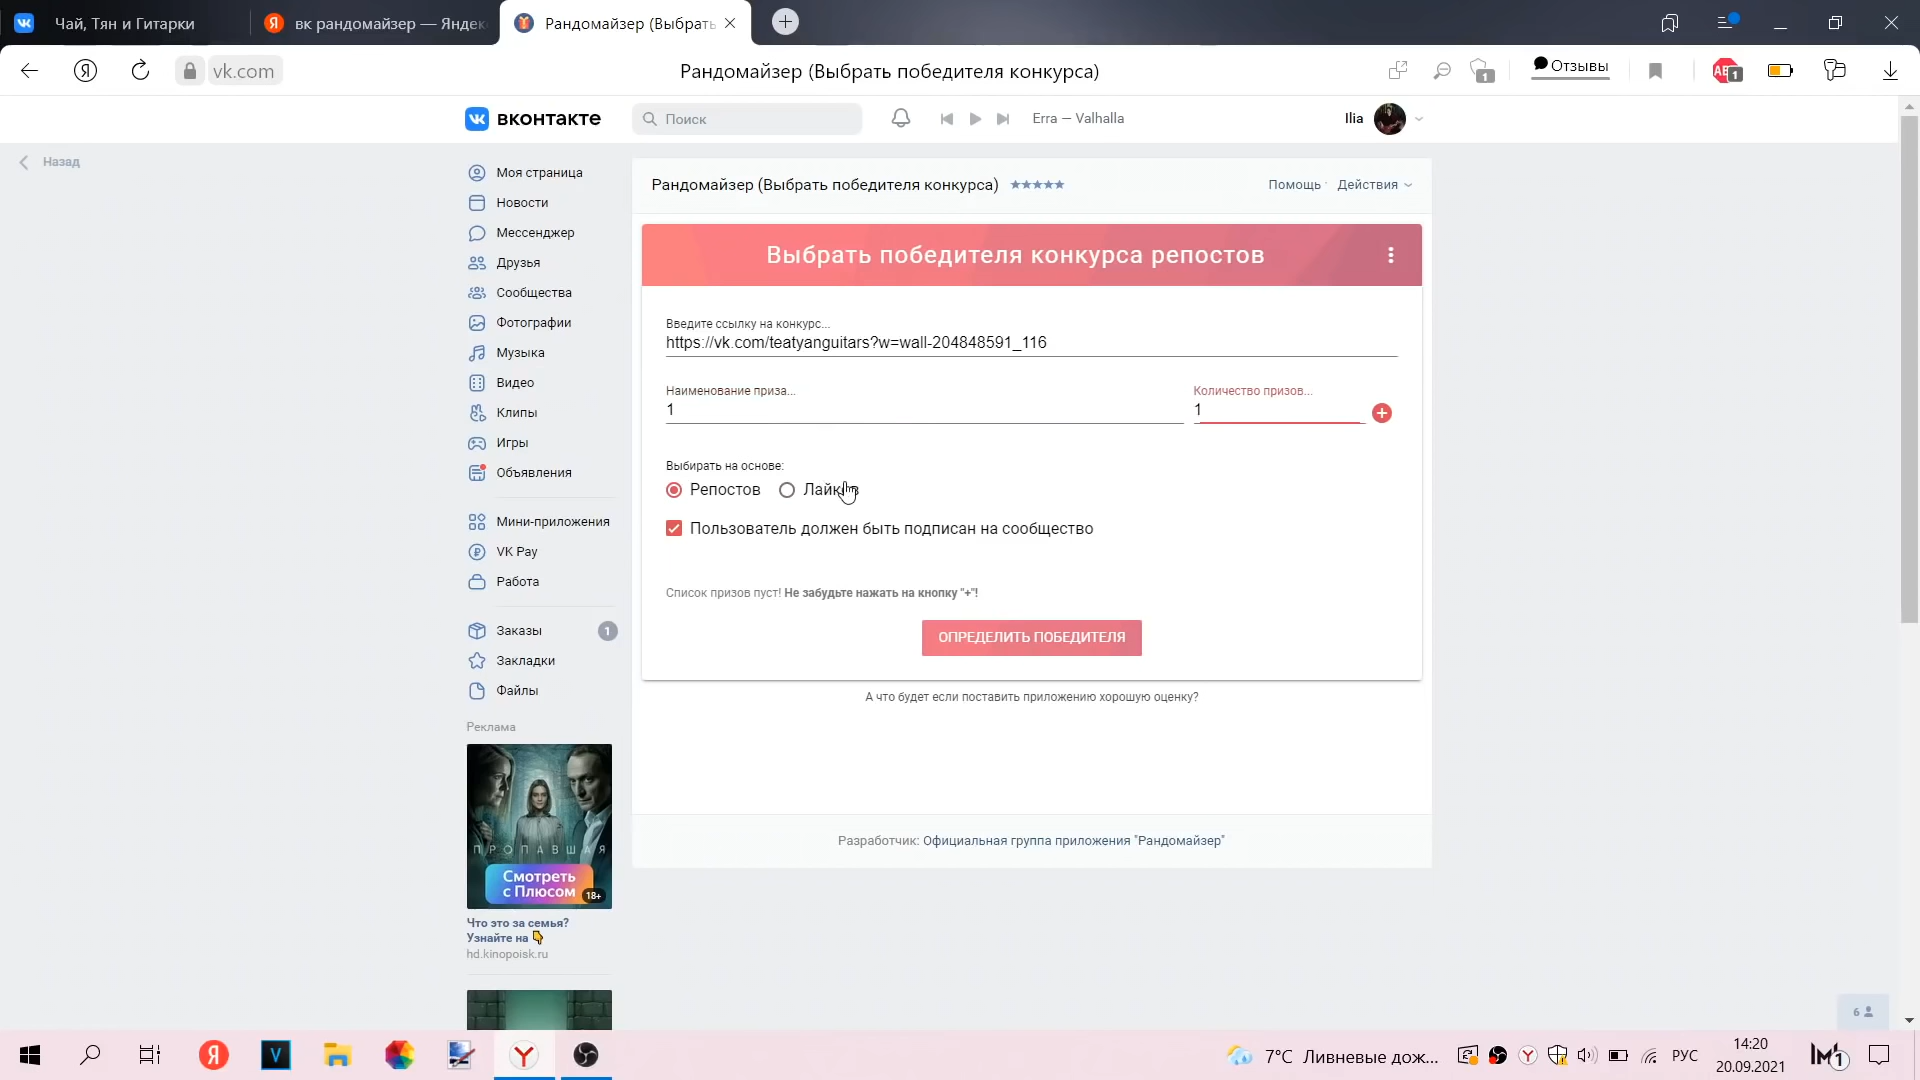 Чай, Тян и Гитарки
вк рандомайзер — Яндекс
Рандомайзер (Выбрать
vk.com
Рандомайзер (Выбрать победителя конкурса)
1
Отзывы
1
вконтакте
Поиск
Erra — Valhalla
Ilia
Назад
Моя страница
Новости
Мессенджер
Друзья
Сообщества
Фотографии
Музыка
Видео
Клипы
Игры
Объявления
Мини-приложения
VK Pay
Работа
Заказы
1
Закладки
Файлы
Реклама
ПРОПАВШАЯ
Смотреть
с Плюсом
18+
Что это за семья?
Узнайте на 👇
hd.kinopoisk.ru
Рандомайзер (Выбрать победителя конкурса)
Помощь
Действия
Выбрать победителя конкурса репостов
Введите ссылку на конкурс...
https://vk.com/teatyanguitars?w=wall-204848591_116
Наименование приза...
1
Количество призов...
1
Выбирать на основе:
Репостов
Лайков
Пользователь должен быть подписан на сообщество
Список призов пуст! Не забудьте нажать на кнопку "+"!
ОПРЕДЕЛИТЬ ПОБЕДИТЕЛЯ
А что будет если поставить приложению хорошую оценку?
Разработчик: Официальная группа приложения "Рандомайзер"
6
7°C Ливневые дож...
РУС
14:20
20.09.2021
1